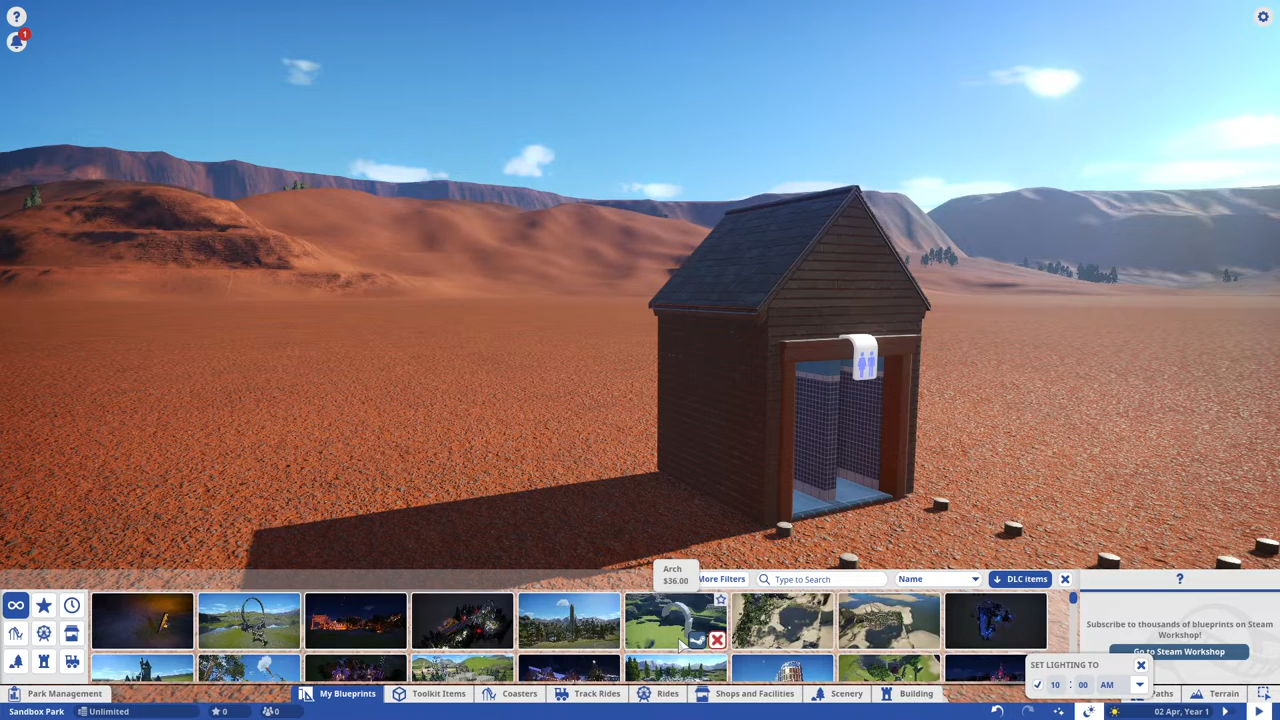 ?
1
Arch
$36.00
More Filters
Type to Search
Name
DLC items
?
Subscribe to thousands of blueprints on Steam
Workshop!
Go to Steam Workshop
SET LIGHTING TO
10 : 00 AM
Park Management
My Blueprints
Toolkit Items
Coasters
Track Rides
Rides
Shops and Facilities
Scenery
Building
Paths
Terrain
Sandbox Park
Unlimited
0
0
02 Apr, Year 1